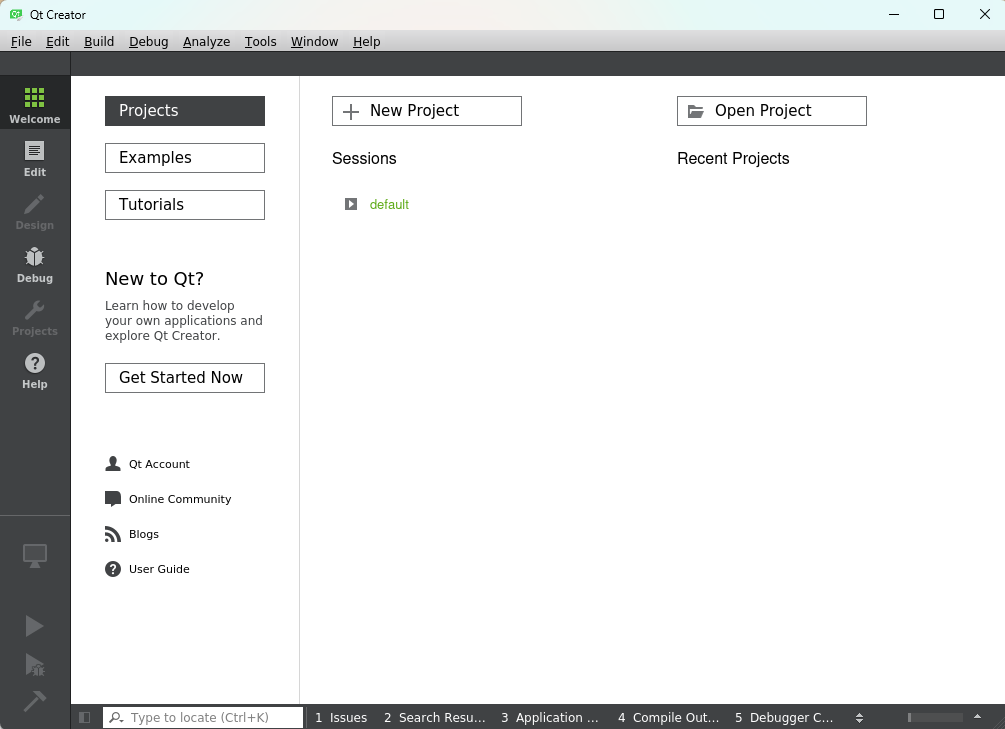 Qt Creator
File Edit Build Debug Analyze Tools Window Help
Welcome
Edit
Design
Debug
Projects
Help
Projects
Examples
Tutorials
New to Qt?
Learn how to develop
your own applications and
explore Qt Creator.
Get Started Now
Qt Account
Online Community
Blogs
User Guide
New Project
Sessions
default
Open Project
Recent Projects
Type to locate (Ctrl+K) 1 Issues 2 Search Resu... 3 Application ... 4 Compile Out... 5 Debugger C...